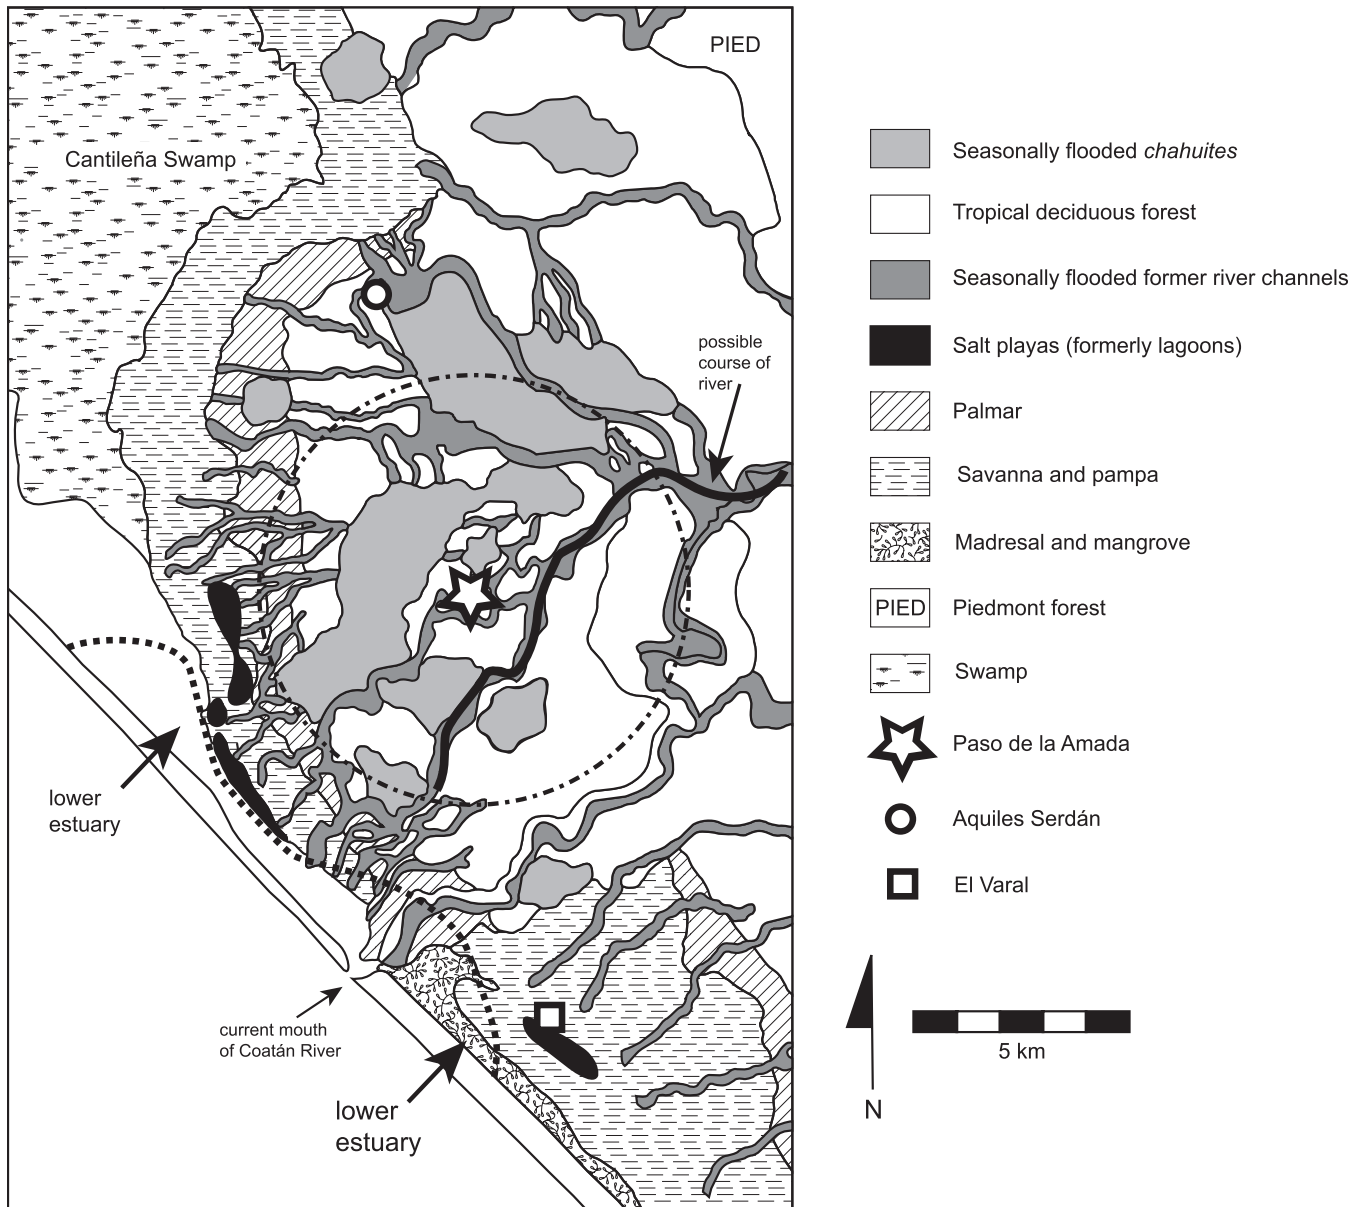 PIED
Cantileña Swamp
possible
course of
river
lower
estuary
current mouth
of Coatán River
lower
estuary
Seasonally flooded chahuites
Tropical deciduous forest
Seasonally flooded former river channels
Salt playas (formerly lagoons)
Palmar
Savanna and pampa
Madresal and mangrove
PIED Piedmont forest
Swamp
Paso de la Amada
Aquiles Serdán
El Varal
5 km
N